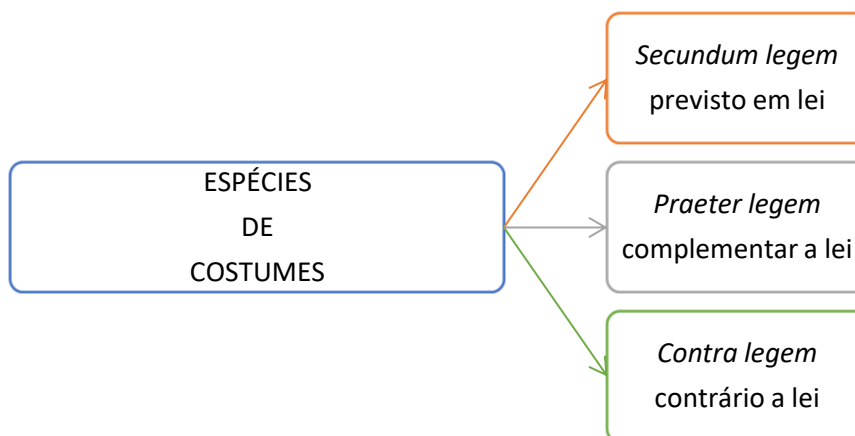 ESPÉCIES
DE
COSTUMES
Secundum legem
previsto em lei
Praeter legem
complementar a lei
Contra legem
contrário a lei